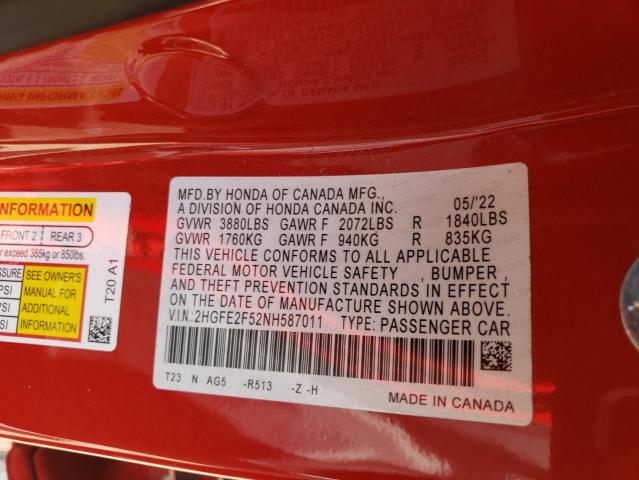 MFD.BY HONDA OF CANADA MFG., 05/'22
A DIVISION OF HONDA CANADA INC.
GVWR 3880LBS GAWR F 2072LBS R 1840LBS
GVWR 1760KG GAWR F 940KG R 835KG
THIS VEHICLE CONFORMS TO ALL APPLICABLE
FEDERAL MOTOR VEHICLE SAFETY , BUMPER ,
AND THEFT PREVENTION STANDARDS IN EFFECT
ON THE DATE OF MANUFACTURE SHOWN ABOVE.
V.I.N.:2HGFE2F52NH587011 TYPE: PASSENGER CAR
T23 N AG5 -R513 -Z -H
MADE IN CANADA
INFORMATION
FRONT 2 REAR 3
exceed 385kg or 850lbs.
SEE OWNER'S
PSI MANUAL FOR
ADDITIONAL
PSI INFORMATION
T20 A1